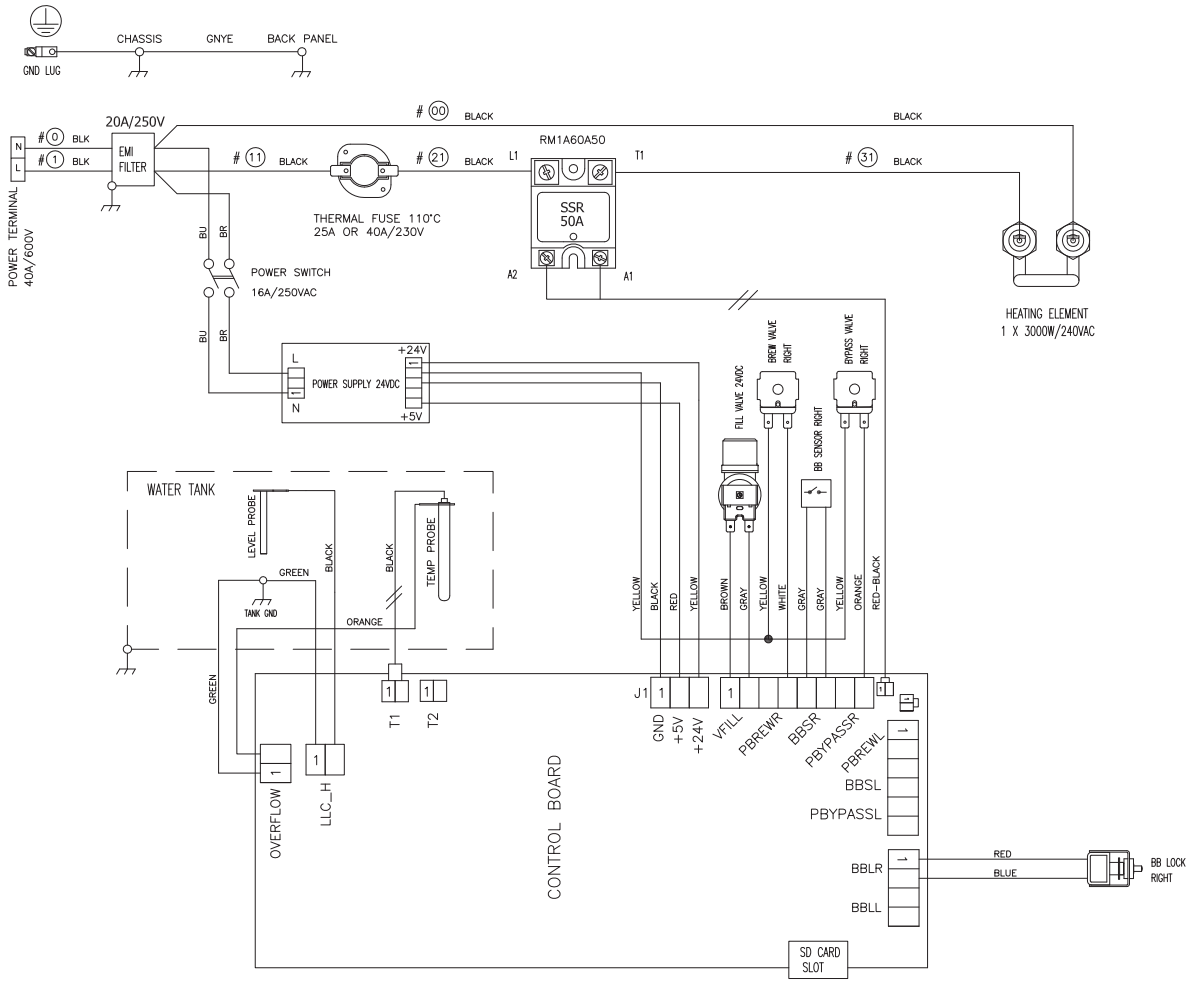 CHASSIS GNYE BACK PANEL
GND LUG
20A/250V
# 00 BLACK BLACK
# 0 BLK
# 1 BLK
N
L
EMI
FILTER
# 11 BLACK
# 21 BLACK
RM1A60A50
L1 T1
# 31 BLACK
SSR
50A
A2 A1
POWER TERMINAL
40A/600V
THERMAL FUSE 110°C
25A OR 40A/230V
BU
BR
POWER SWITCH
16A/250VAC
BU
BR
HEATING ELEMENT
1 X 3000W/240VAC
L
1
N
POWER SUPPLY 24VDC
+24V
1
+5V
FILL VALVE 24VDC
BREW VALVE
RIGHT
BB SENSOR RIGHT
BYPASS VALVE
RIGHT
WATER TANK
LEVEL PROBE
BLACK
BLACK
TEMP PROBE
GREEN
TANK GND
ORANGE
GREEN
YELLOW
BLACK
RED
YELLOW
BROWN
GRAY
YELLOW
WHITE
GRAY
GRAY
YELLOW
ORANGE
RED-BLACK
1
T1
1
T2
J1 1
GND
+5V
+24V
1
VFILL
PBREWR
BBSR
PBYPASSR
1
1
PBREWL
1
BBSL
PBYPASSL
1
OVERFLOW
1
LLC_H
CONTROL BOARD
1
BBLR
BBLL
RED
BLUE
BB LOCK
RIGHT
SD CARD
SLOT